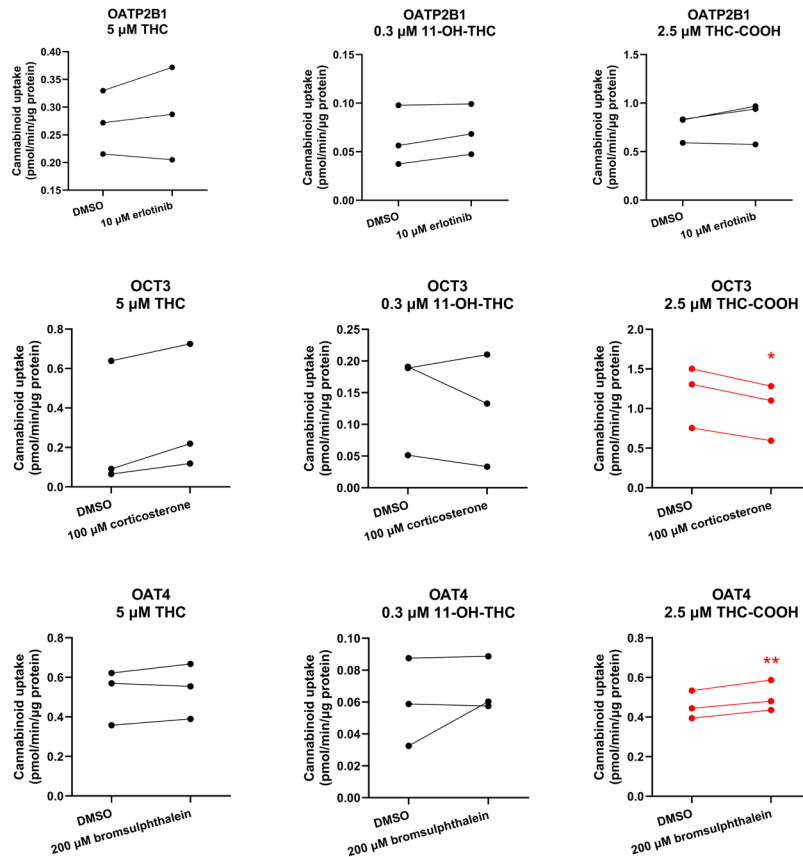 OATP2B1
5 µM THC
Cannabinoid uptake
(pmol/min/µg protein)
0.40
0.35
0.30
0.25
0.20
0.15
DMSO
10 µM erlotinib
OATP2B1
0.3 µM 11-OH-THC
Cannabinoid uptake
(pmol/min/µg protein)
0.15
0.10
0.05
0.00
DMSO
10 µM erlotinib
OATP2B1
2.5 µM THC-COOH
Cannabinoid uptake
(pmol/min/µg protein)
1.5
1.0
0.5
0.0
DMSO
10 µM erlotinib
OCT3
5 µM THC
Cannabinoid uptake
(pmol/min/µg protein)
0.8
0.6
0.4
0.2
0.0
DMSO
100 µM corticosterone
OCT3
0.3 µM 11-OH-THC
Cannabinoid uptake
(pmol/min/µg protein)
0.25
0.20
0.15
0.10
0.05
0.00
DMSO
100 µM corticosterone
OCT3
2.5 µM THC-COOH
Cannabinoid uptake
(pmol/min/µg protein)
2.0
1.5
1.0
0.5
0.0
*
DMSO
100 µM corticosterone
OAT4
5 µM THC
Cannabinoid uptake
(pmol/min/µg protein)
0.8
0.6
0.4
0.2
0.0
DMSO
200 µM bromsulphthalein
OAT4
0.3 µM 11-OH-THC
Cannabinoid uptake
(pmol/min/µg protein)
0.10
0.08
0.06
0.04
0.02
0.00
DMSO
200 µM bromsulphthalein
OAT4
2.5 µM THC-COOH
Cannabinoid uptake
(pmol/min/µg protein)
0.8
0.6
0.4
0.2
0.0
**
DMSO
200 µM bromsulphthalein